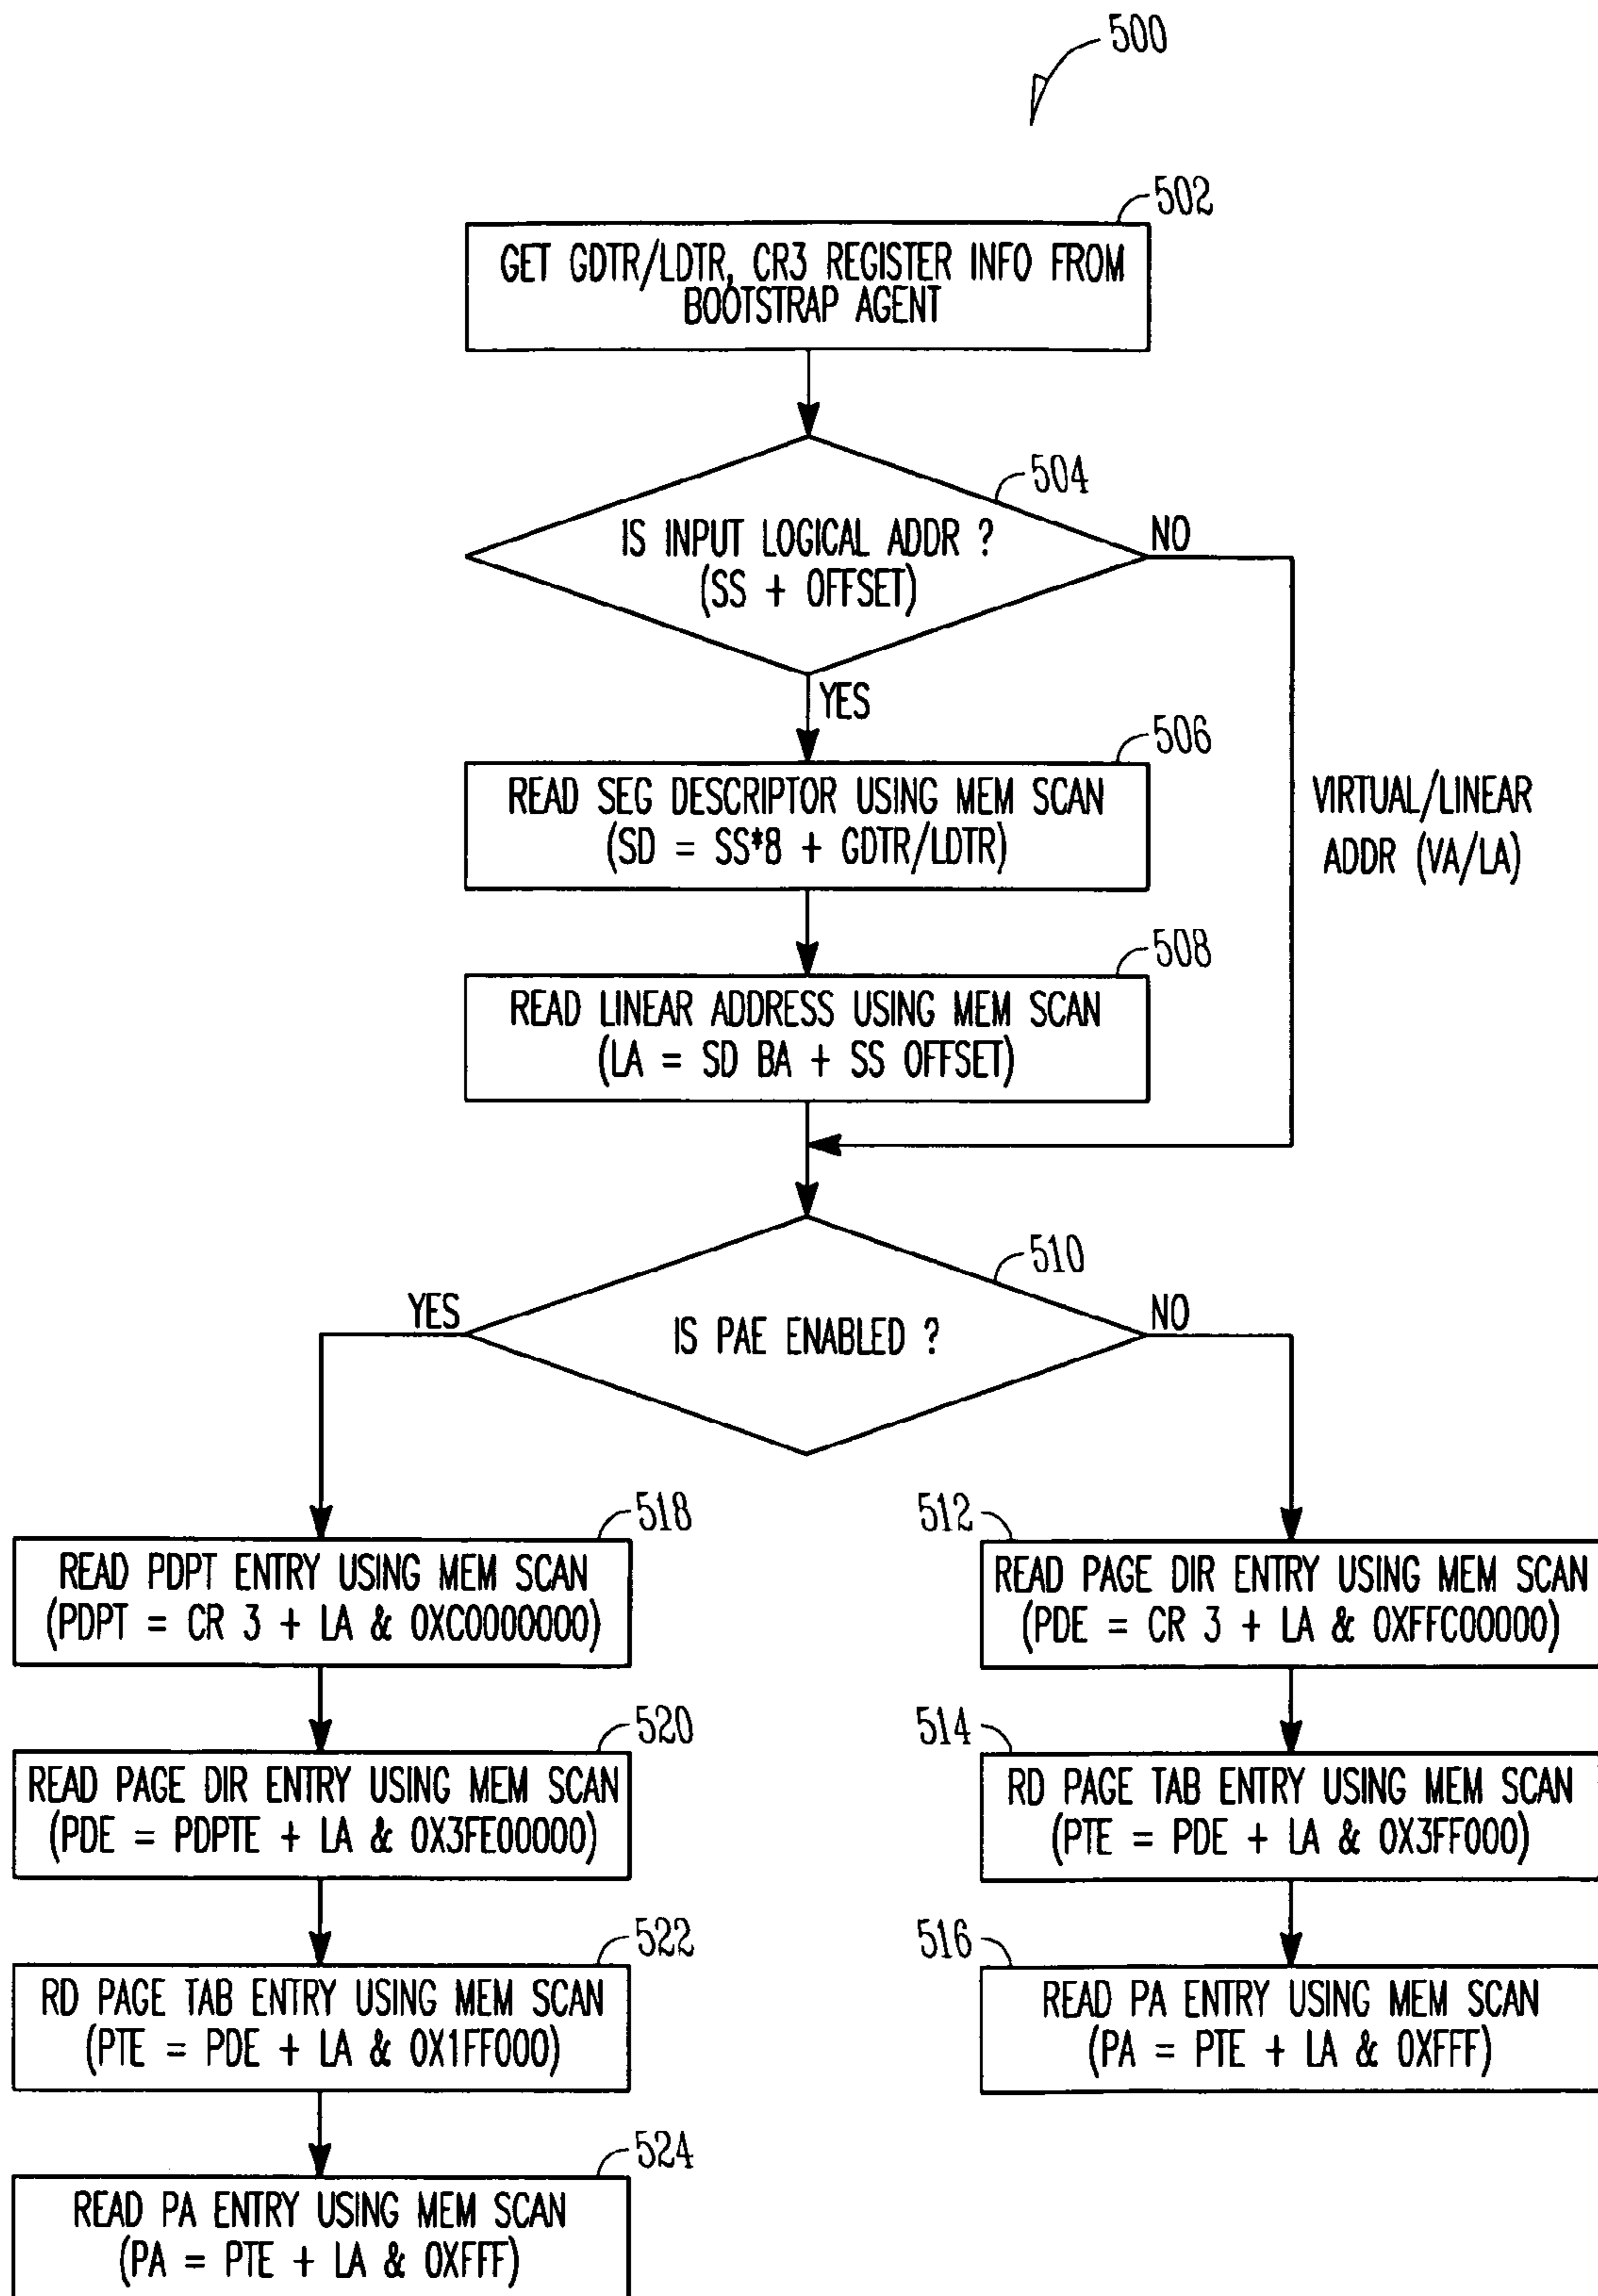 500
502
GET GDTR/LDTR, CR3 REGISTER INFO FROM
BOOTSTRAP AGENT
504
IS INPUT LOGICAL ADDR ?
(SS + OFFSET)
NO
YES
506
READ SEG DESCRIPTOR USING MEM SCAN
(SD = SS*8 + GDTR/LDTR)
VIRTUAL/LINEAR
ADDR (VA/LA)
508
READ LINEAR ADDRESS USING MEM SCAN
(LA = SD BA + SS OFFSET)
510
IS PAE ENABLED ?
YES
NO
518
READ PDPT ENTRY USING MEM SCAN
(PDPT = CR 3 + LA & 0XC0000000)
520
READ PAGE DIR ENTRY USING MEM SCAN
(PDE = PDPTE + LA & 0X3FE00000)
522
RD PAGE TAB ENTRY USING MEM SCAN
(PTE = PDE + LA & 0X1FF000)
524
READ PA ENTRY USING MEM SCAN
(PA = PTE + LA & 0XFFF)
512
READ PAGE DIR ENTRY USING MEM SCAN
(PDE = CR 3 + LA & 0XFFC00000)
514
RD PAGE TAB ENTRY USING MEM SCAN
(PTE = PDE + LA & 0X3FF000)
516
READ PA ENTRY USING MEM SCAN
(PA = PTE + LA & 0XFFF)